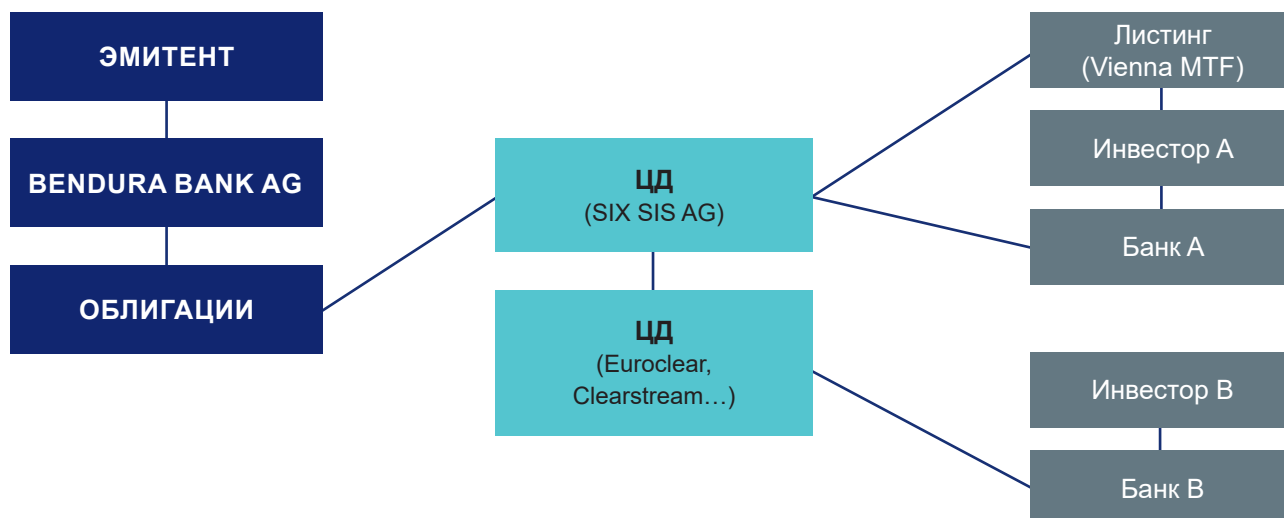 ЭМИТЕНТ
BENDURA BANK AG
ОБЛИГАЦИИ
ЦД
(SIX SIS AG)
ЦД
(Euroclear,
Clearstream…)
Листинг
(Vienna MTF)
Инвестор A
Банк A
Инвестор B
Банк B